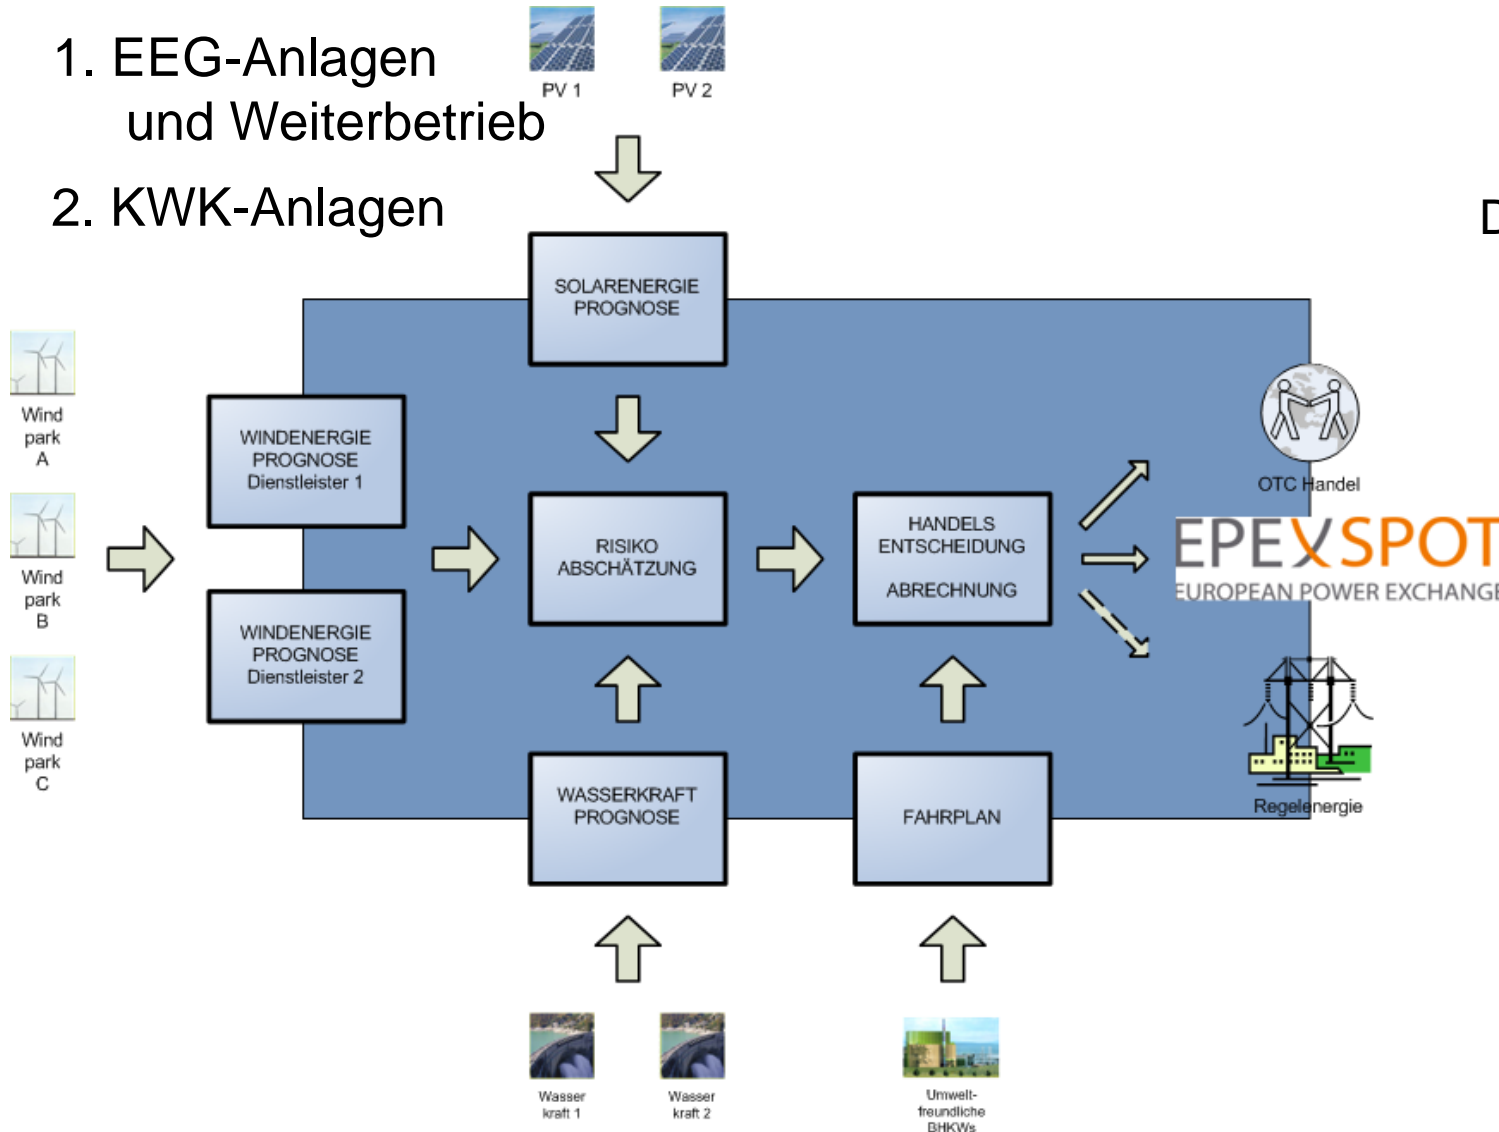 1. EEG-Anlagen
und Weiterbetrieb
2. KWK-Anlagen
PV 1
PV 2
D
SOLARENERGIE
PROGNOSE
Wind
park
A
Wind
park
B
Wind
park
C
WINDENERGIE
PROGNOSE
Dienstleister 1
WINDENERGIE
PROGNOSE
Dienstleister 2
RISIKO
ABSCHÄTZUNG
HANDELS
ENTSCHEIDUNG
ABRECHNUNG
OTC Handel
EPEXSPOT
EUROPEAN POWER EXCHANGE
Regelenergie
WASSERKRAFT
PROGNOSE
FAHRPLAN
Wasser
kraft 1
Wasser
kraft 2
Umwelt-
freundliche
BHKWs